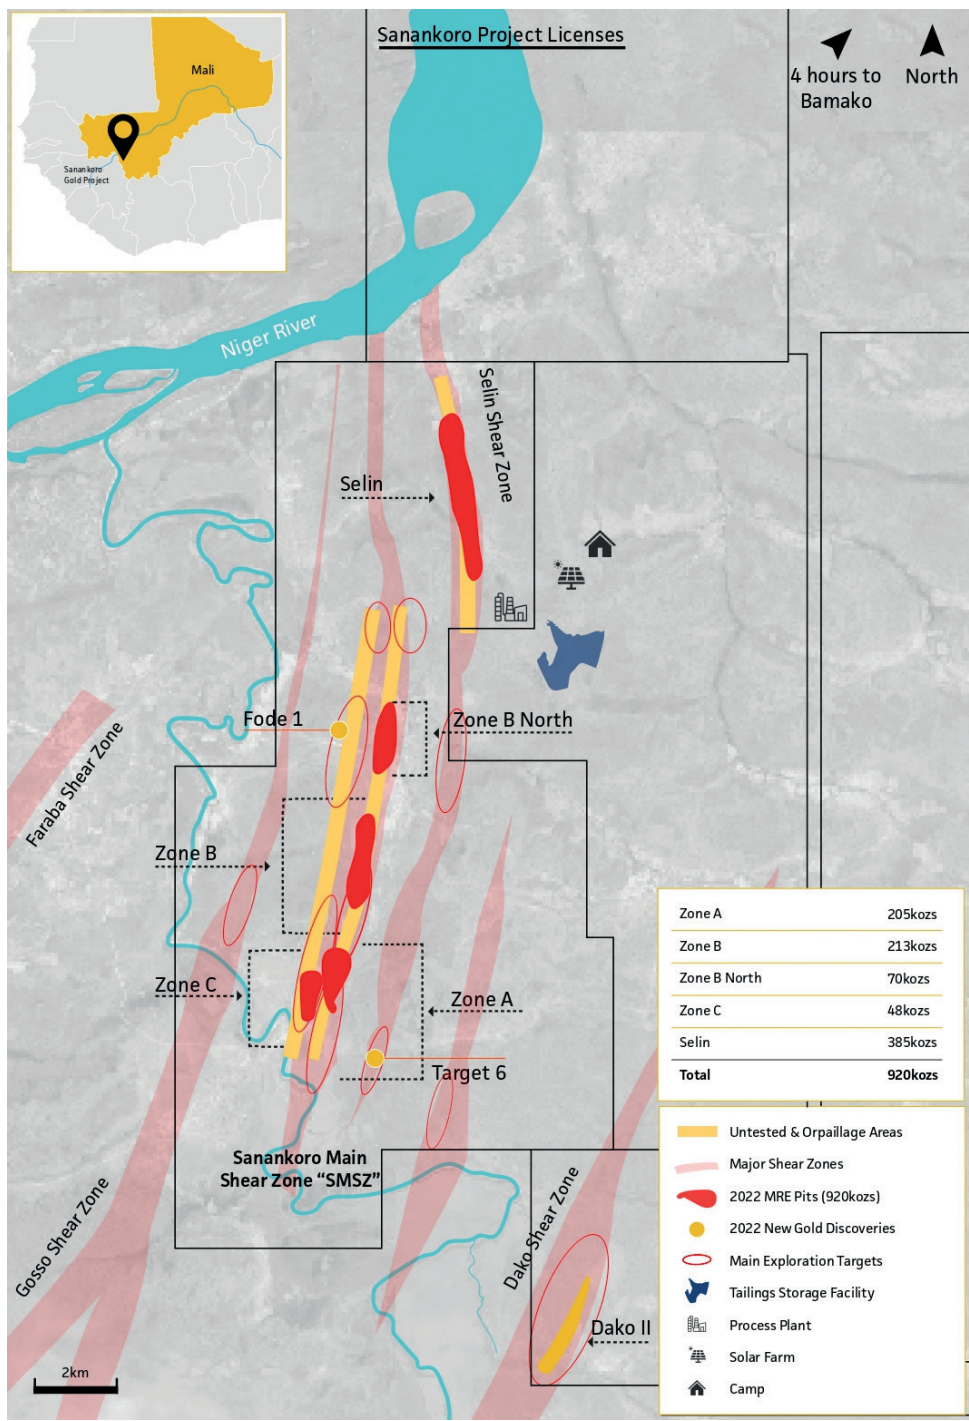 Sanankoro Project Licenses
4 hours to
Bamako
North
Mali
Sanankoro
Gold Project
Niger River
Selin Shear Zone
Selin
Fode 1
Zone B North
Faraba Shear Zone
Zone B
Zone C
Zone A
Target 6
Sanankoro Main
Shear Zone “SMSZ”
Gosso Shear Zone
Dako Shear Zone
Dako II
2km
Zone A 205kozs
Zone B 213kozs
Zone B North 70kozs
Zone C 48kozs
Selin 385kozs
Total 920kozs
Untested & Orpaillage Areas
Major Shear Zones
2022 MRE Pits (920kozs)
2022 New Gold Discoveries
Main Exploration Targets
Tailings Storage Facility
Process Plant
Solar Farm
Camp